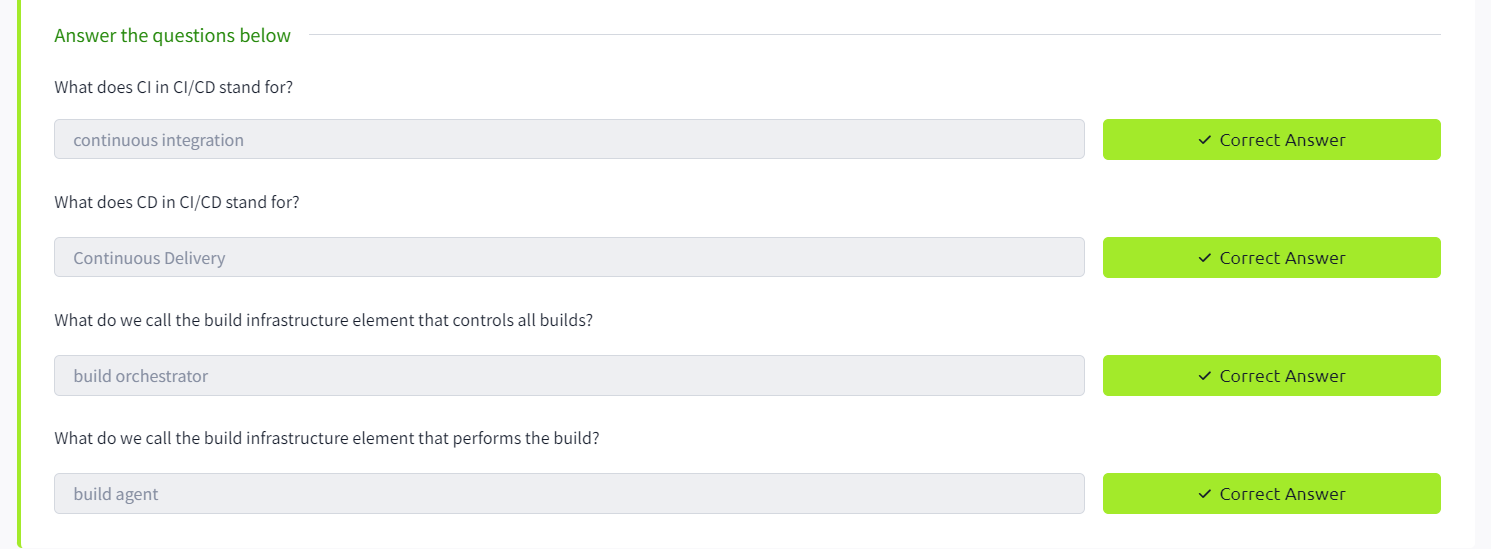 Answer the questions below
What does CI in CI/CD stand for?
continuous integration
Correct Answer
What does CD in CI/CD stand for?
Continuous Delivery
Correct Answer
What do we call the build infrastructure element that controls all builds?
build orchestrator
Correct Answer
What do we call the build infrastructure element that performs the build?
build agent
Correct Answer